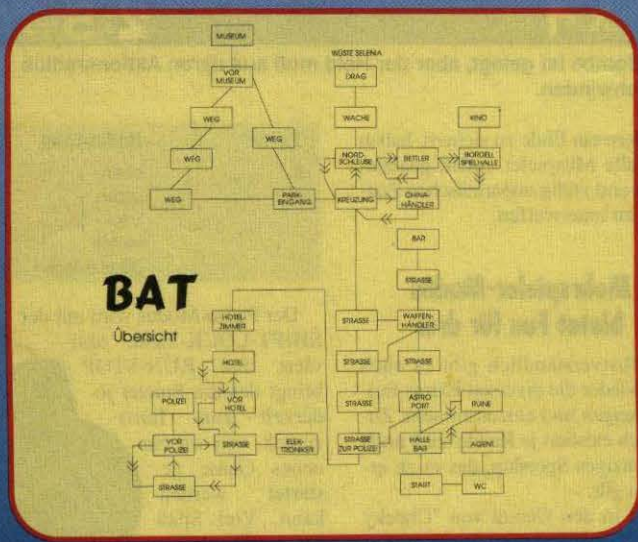 MUSEUM
WÜSTE SELENIA
VOR
MUSEUM
DRAG
WEG
WACHE
KINO
WEG
WEG
NORD-
SCHLEUSE
BETTLER
BORDELL
SPIELHALLE
WEG
PARK-
EINGANG
KREUZUNG
CHINA-
HÄNDLER
BAR
STRASSE
BAT
Übersicht
HOTEL-
ZIMMER
STRASSE
WAFFEN-
HÄNDLER
HOTEL
STRASSE
STRASSE
POLIZEI
VOR
HOTEL
STRASSE
ASTRO
PORT
RUINE
VOR
POLIZEI
STRASSE
ELEK-
TRONIKER
STRASSE
ZUR POLIZEI
HALLE
BAR
AGENT
STRASSE
START
WC